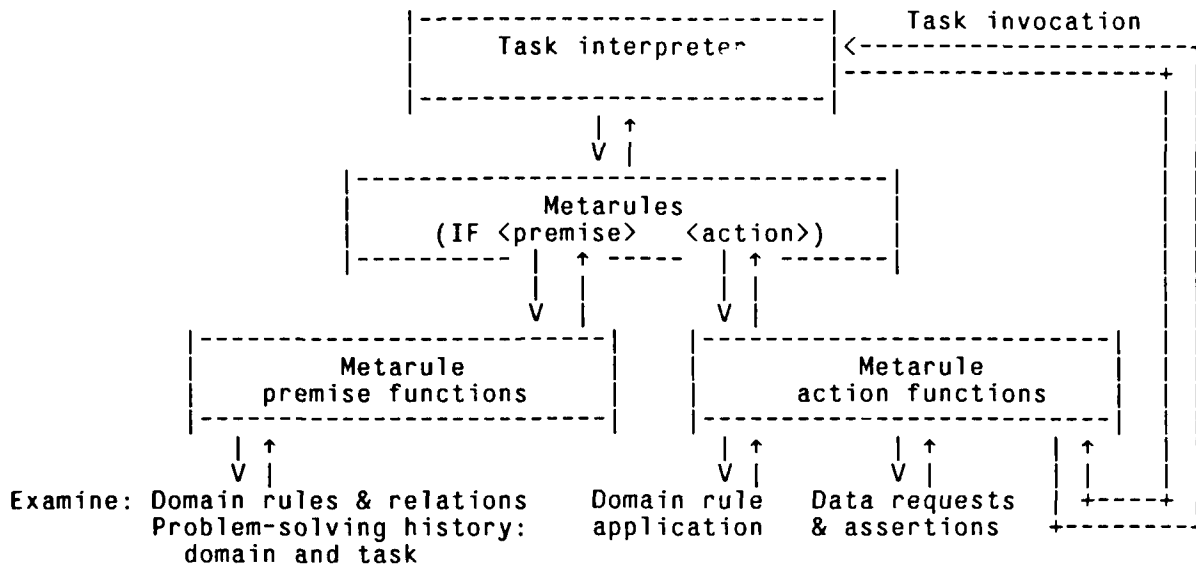 Task invocation
Task interpreter
Metarules
(IF <premise> <action>)
Metarule
premise functions
Metarule
action functions
Examine: Domain rules & relations
Problem-solving history:
domain and task
Domain rule
application
Data requests
& assertions